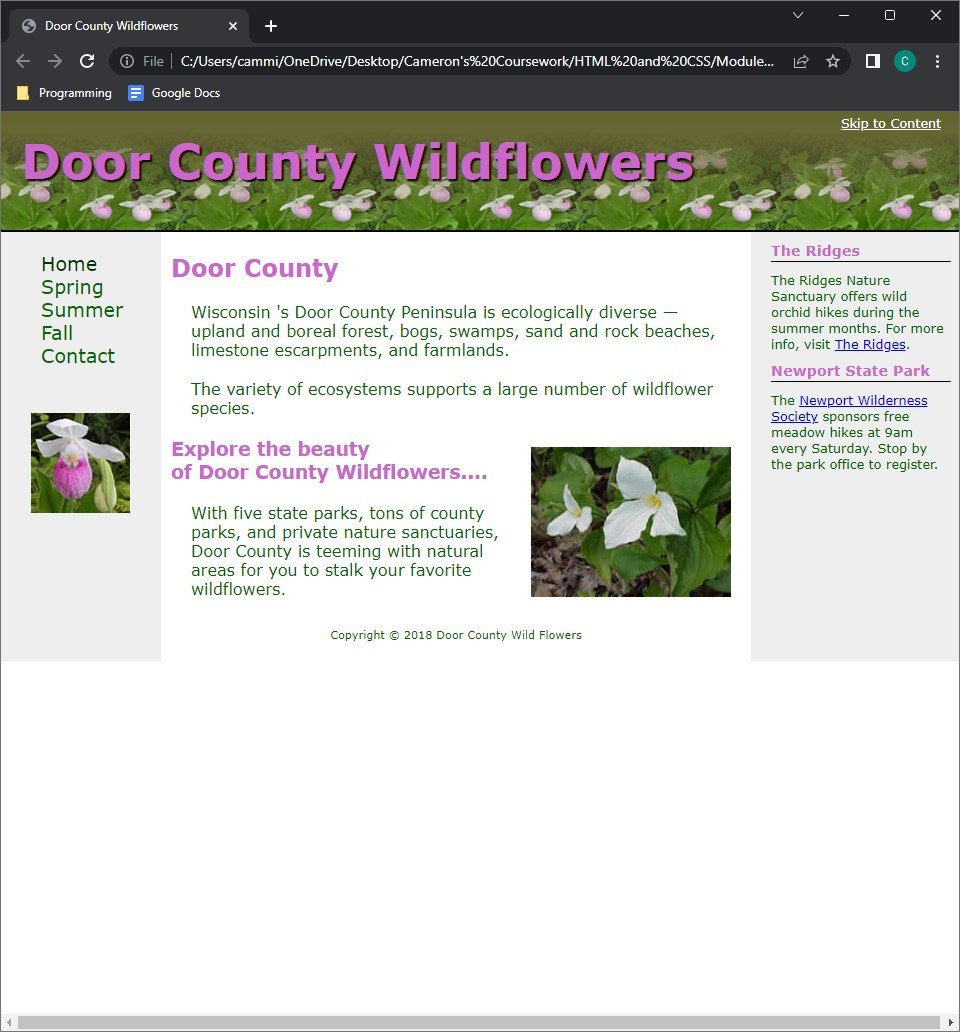 Door County Wildflowers
File
C:/Users/cammi/OneDrive/Desktop/Cameron's%20Coursework/HTML%20and%20CSS/Module...
C
Programming
Google Docs
Skip to Content
Door County Wildflowers
Home
Spring
Summer
Fall
Contact
Door County
Wisconsin 's Door County Peninsula is ecologically diverse —
upland and boreal forest, bogs, swamps, sand and rock beaches,
limestone escarpments, and farmlands.
The variety of ecosystems supports a large number of wildflower
species.
Explore the beauty
of Door County Wildflowers....
With five state parks, tons of county
parks, and private nature sanctuaries,
Door County is teeming with natural
areas for you to stalk your favorite
wildflowers.
Copyright © 2018 Door County Wild Flowers
The Ridges
The Ridges Nature
Sanctuary offers wild
orchid hikes during the
summer months. For more
info, visit The Ridges.
Newport State Park
The Newport Wilderness
Society sponsors free
meadow hikes at 9am
every Saturday. Stop by
the park office to register.